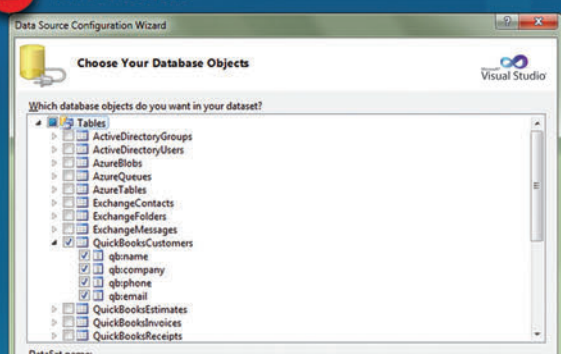 Data Source Configuration Wizard
Choose Your Database Objects
Visual Studio
Which database objects do you want in your dataset?
Tables
ActiveDirectoryGroups
ActiveDirectoryUsers
AzureBlobs
AzureQueues
AzureTables
ExchangeContacts
ExchangeFolders
ExchangeMessages
QuickBooksCustomers
qb:name
qb:company
qb:phone
qb:email
QuickBooksEstimates
QuickBooksInvoices
QuickBooksReceipts
DataSet name: